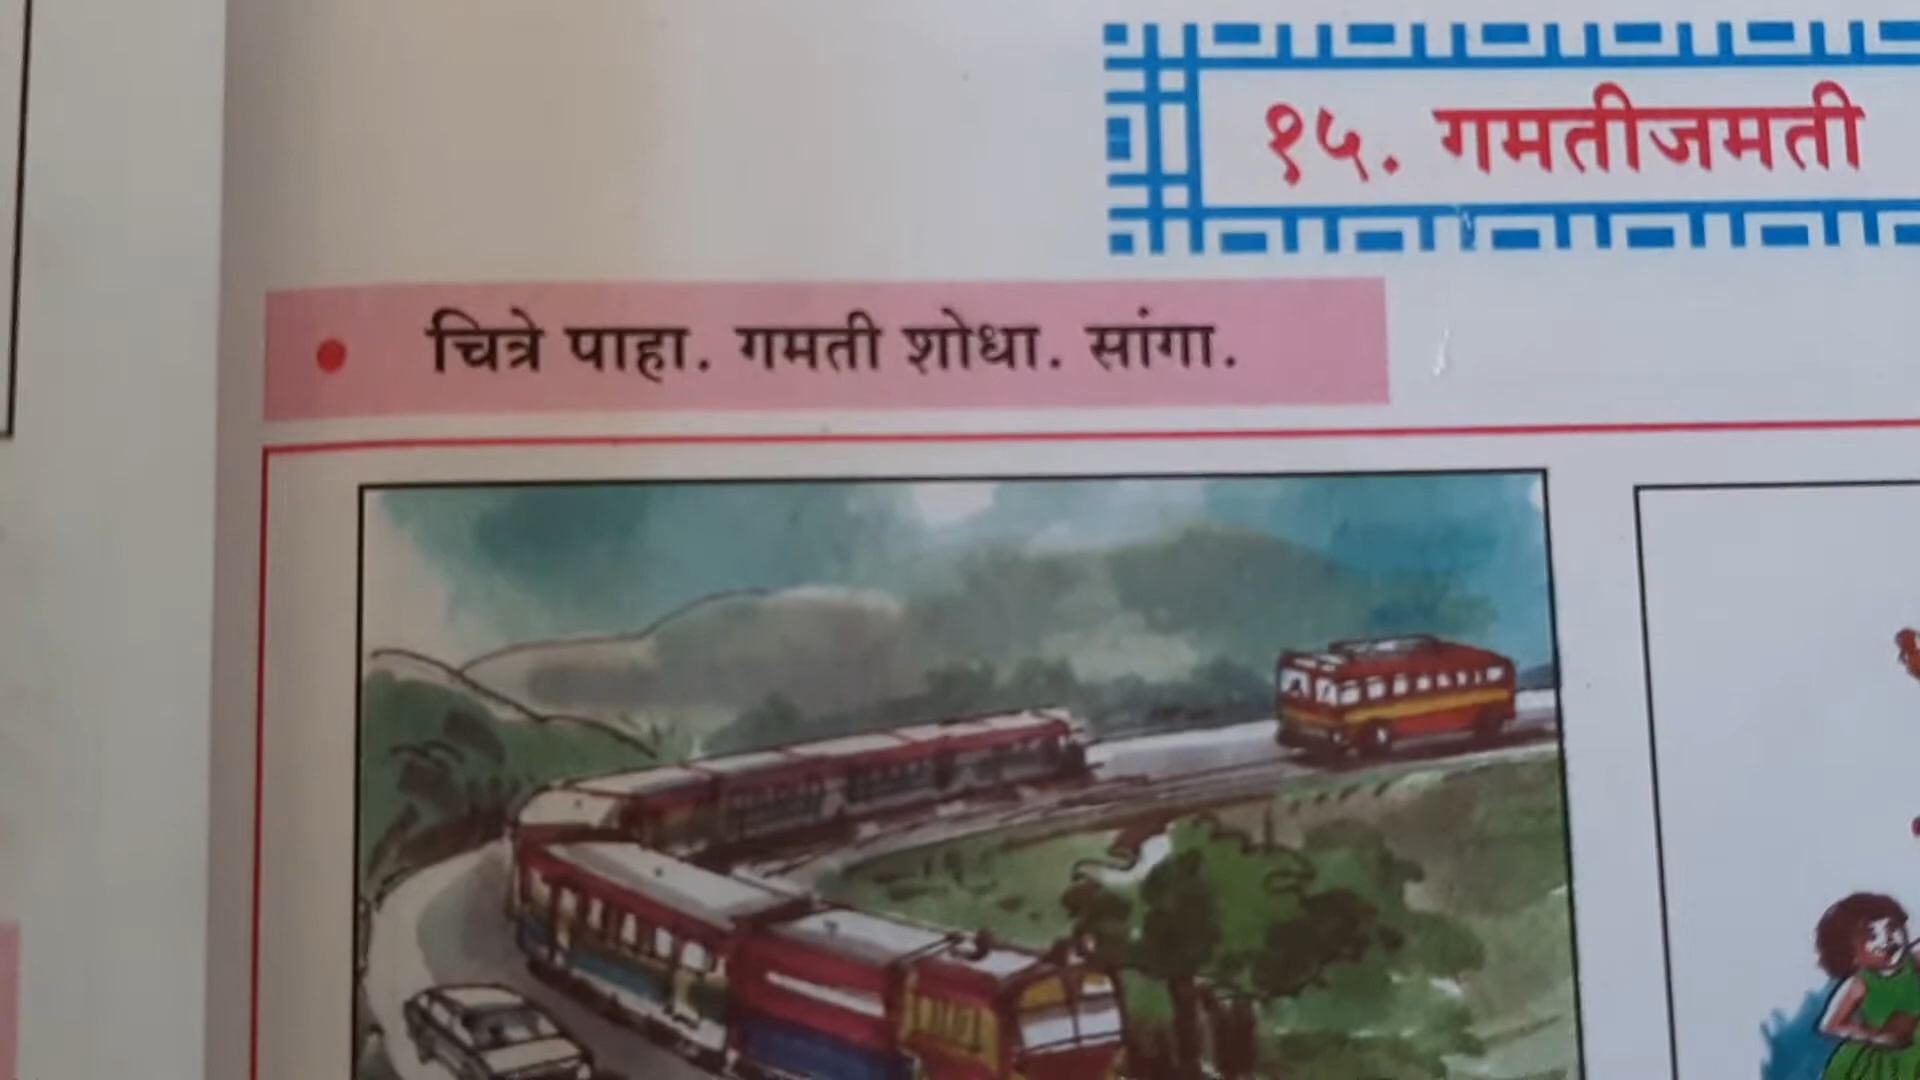 १५. गमतीजमती
• चित्रे पाहा. गमती शोधा. सांगा.